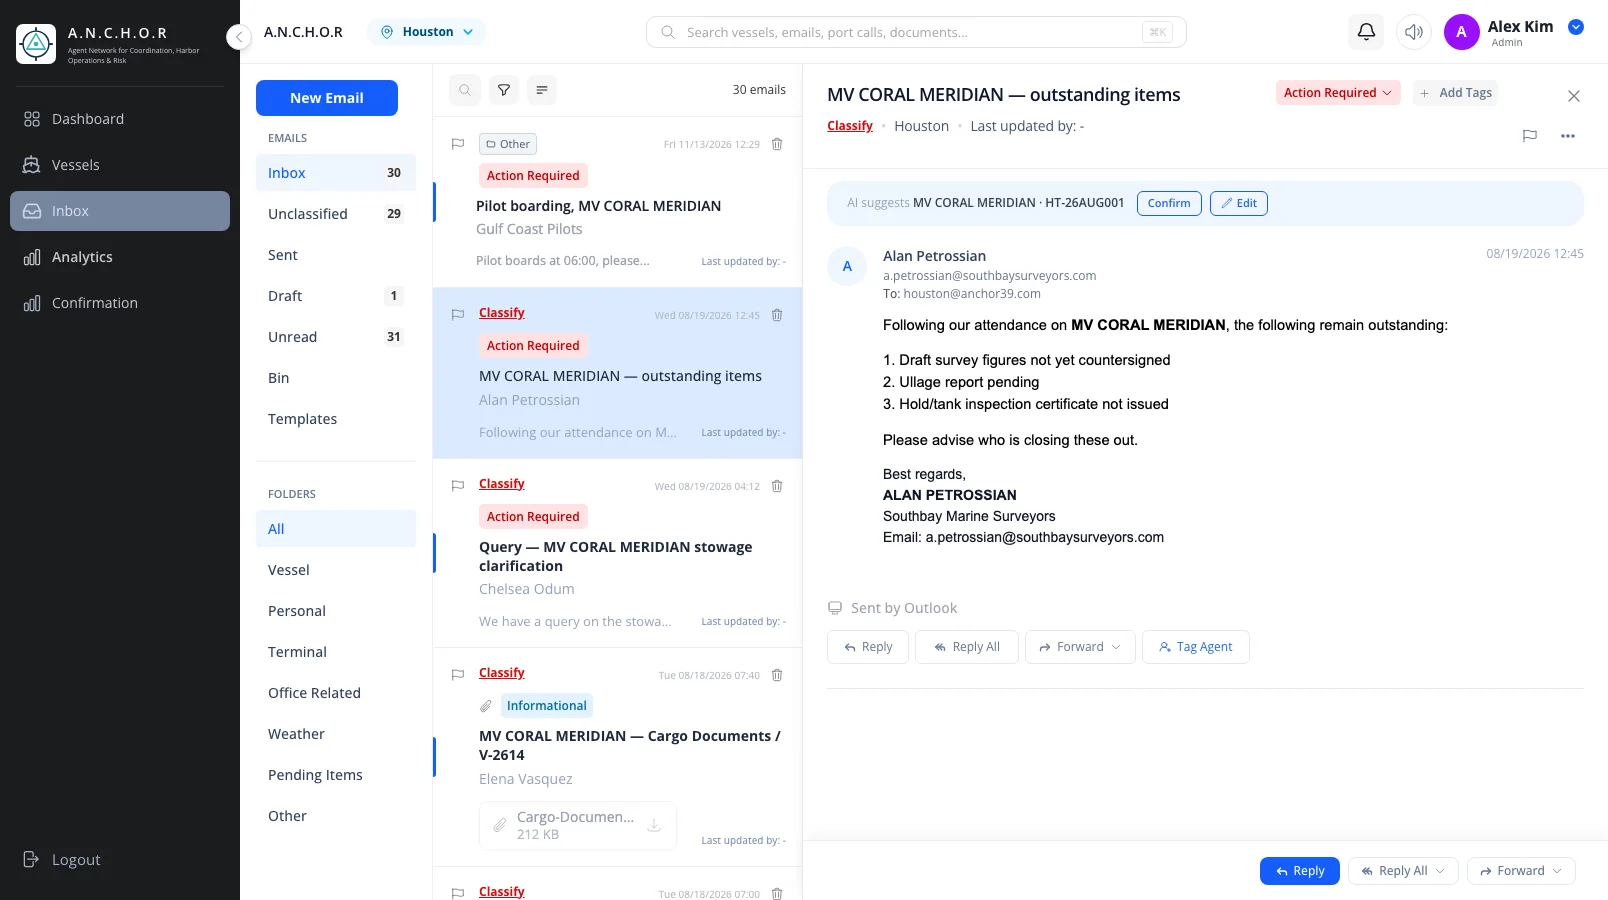 A.N.C.H.O.R
Agent Network for Coordination, Harbor
Operations & Risk
Dashboard
Vessels
Inbox
Analytics
Confirmation
Logout
A.N.C.H.O.R
Houston
Search vessels, emails, port calls, documents...
⌘K
A
Alex Kim
Admin
New Email
EMAILS
Inbox 30
Unclassified 29
Sent
Draft 1
Unread 31
Bin
Templates
FOLDERS
All
Vessel
Personal
Terminal
Office Related
Weather
Pending Items
Other
30 emails
Other Fri 11/13/2026 12:29
Action Required
Pilot boarding, MV CORAL MERIDIAN
Gulf Coast Pilots
Pilot boards at 06:00, please... Last updated by: -
Classify Wed 08/19/2026 12:45
Action Required
MV CORAL MERIDIAN — outstanding items
Alan Petrossian
Following our attendance on M... Last updated by: -
Classify Wed 08/19/2026 04:12
Action Required
Query — MV CORAL MERIDIAN stowage
clarification
Chelsea Odum
We have a query on the stowa... Last updated by: -
Classify Tue 08/18/2026 07:40
Informational
MV CORAL MERIDIAN — Cargo Documents /
V-2614
Elena Vasquez
Cargo-Documen...
212 KB
Last updated by: -
Classify Tue 08/18/2026 07:00
MV CORAL MERIDIAN — outstanding items
Action Required + Add Tags
Classify • Houston • Last updated by: -
AI suggests MV CORAL MERIDIAN · HT-26AUG001 Confirm Edit
A
Alan Petrossian 08/19/2026 12:45
a.petrossian@southbaysurveyors.com
To: houston@anchor39.com
Following our attendance on MV CORAL MERIDIAN, the following remain outstanding:
1. Draft survey figures not yet countersigned
2. Ullage report pending
3. Hold/tank inspection certificate not issued
Please advise who is closing these out.
Best regards,
ALAN PETROSSIAN
Southbay Marine Surveyors
Email: a.petrossian@southbaysurveyors.com
Sent by Outlook
Reply Reply All Forward Tag Agent
Reply Reply All Forward